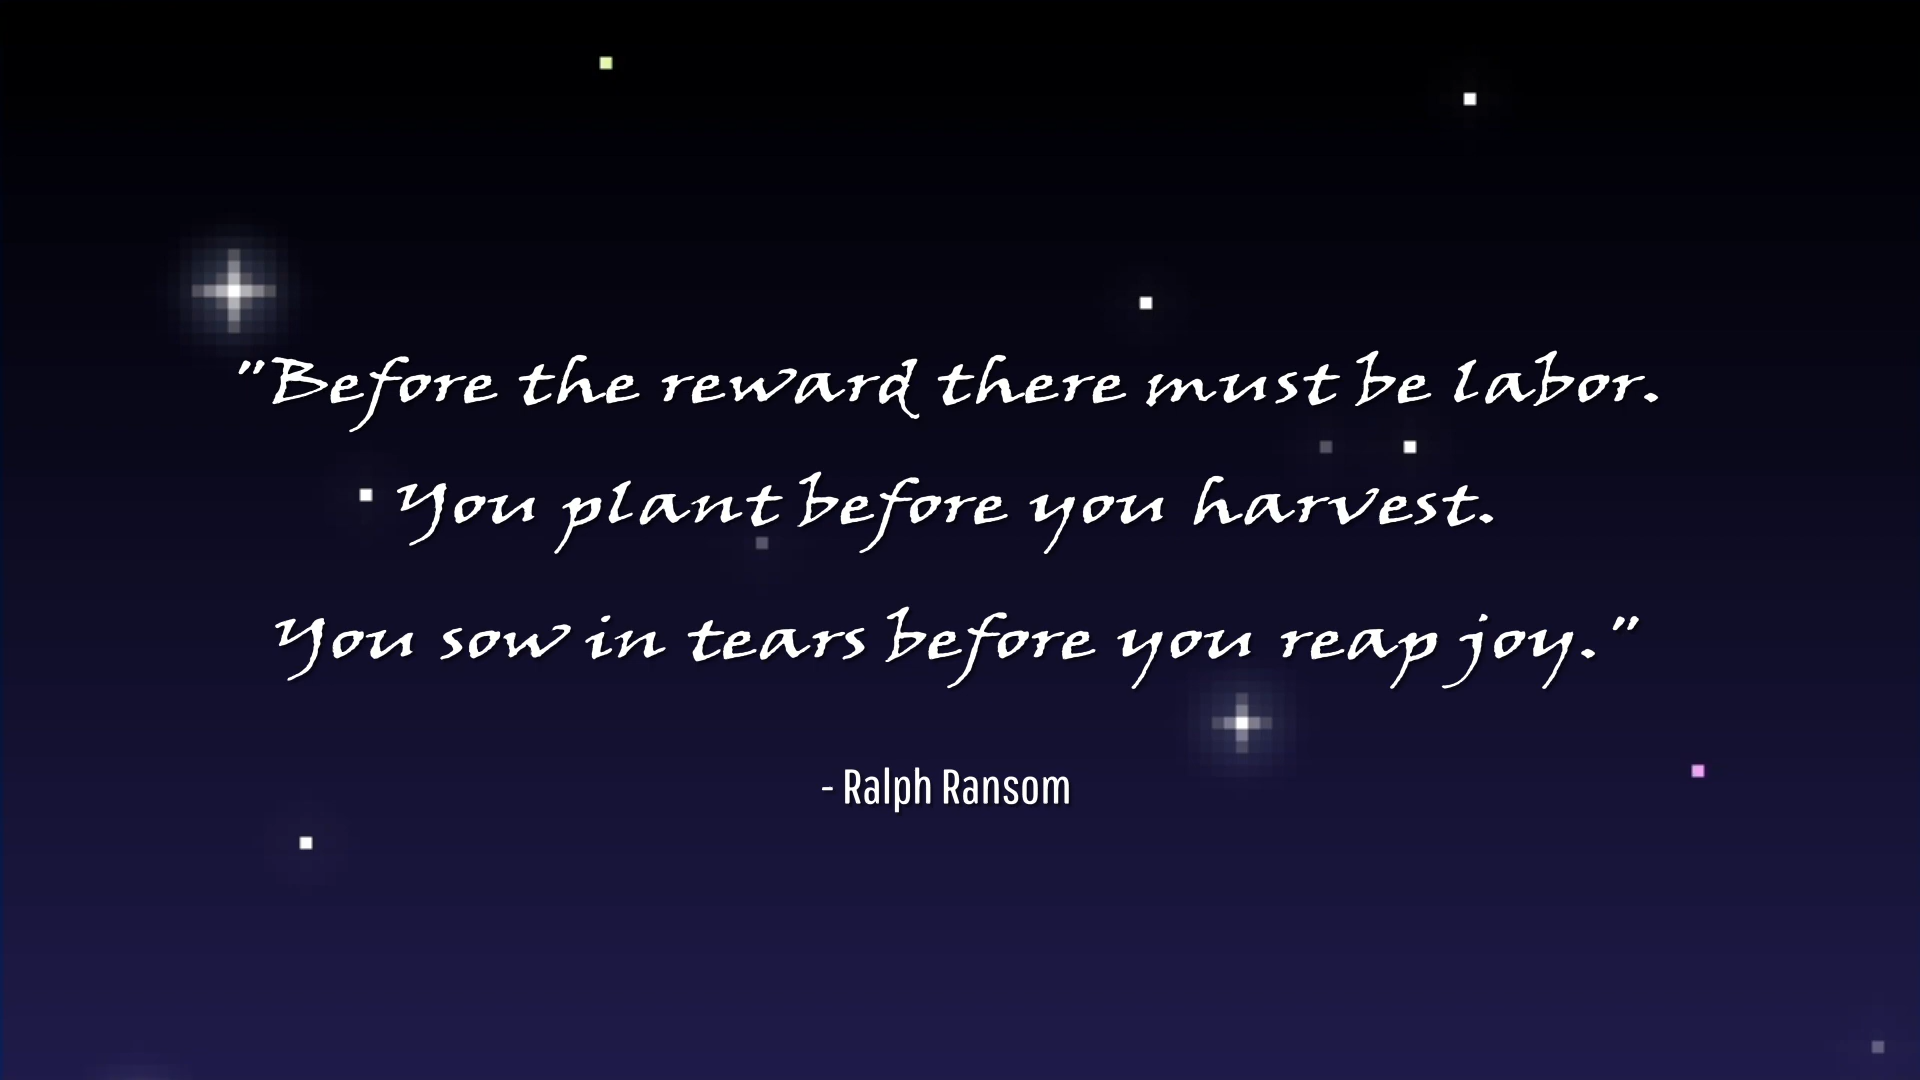 "Before the reward there must be labor.
You plant before you harvest.
You sow in tears before you reap joy."
- Ralph Ransom